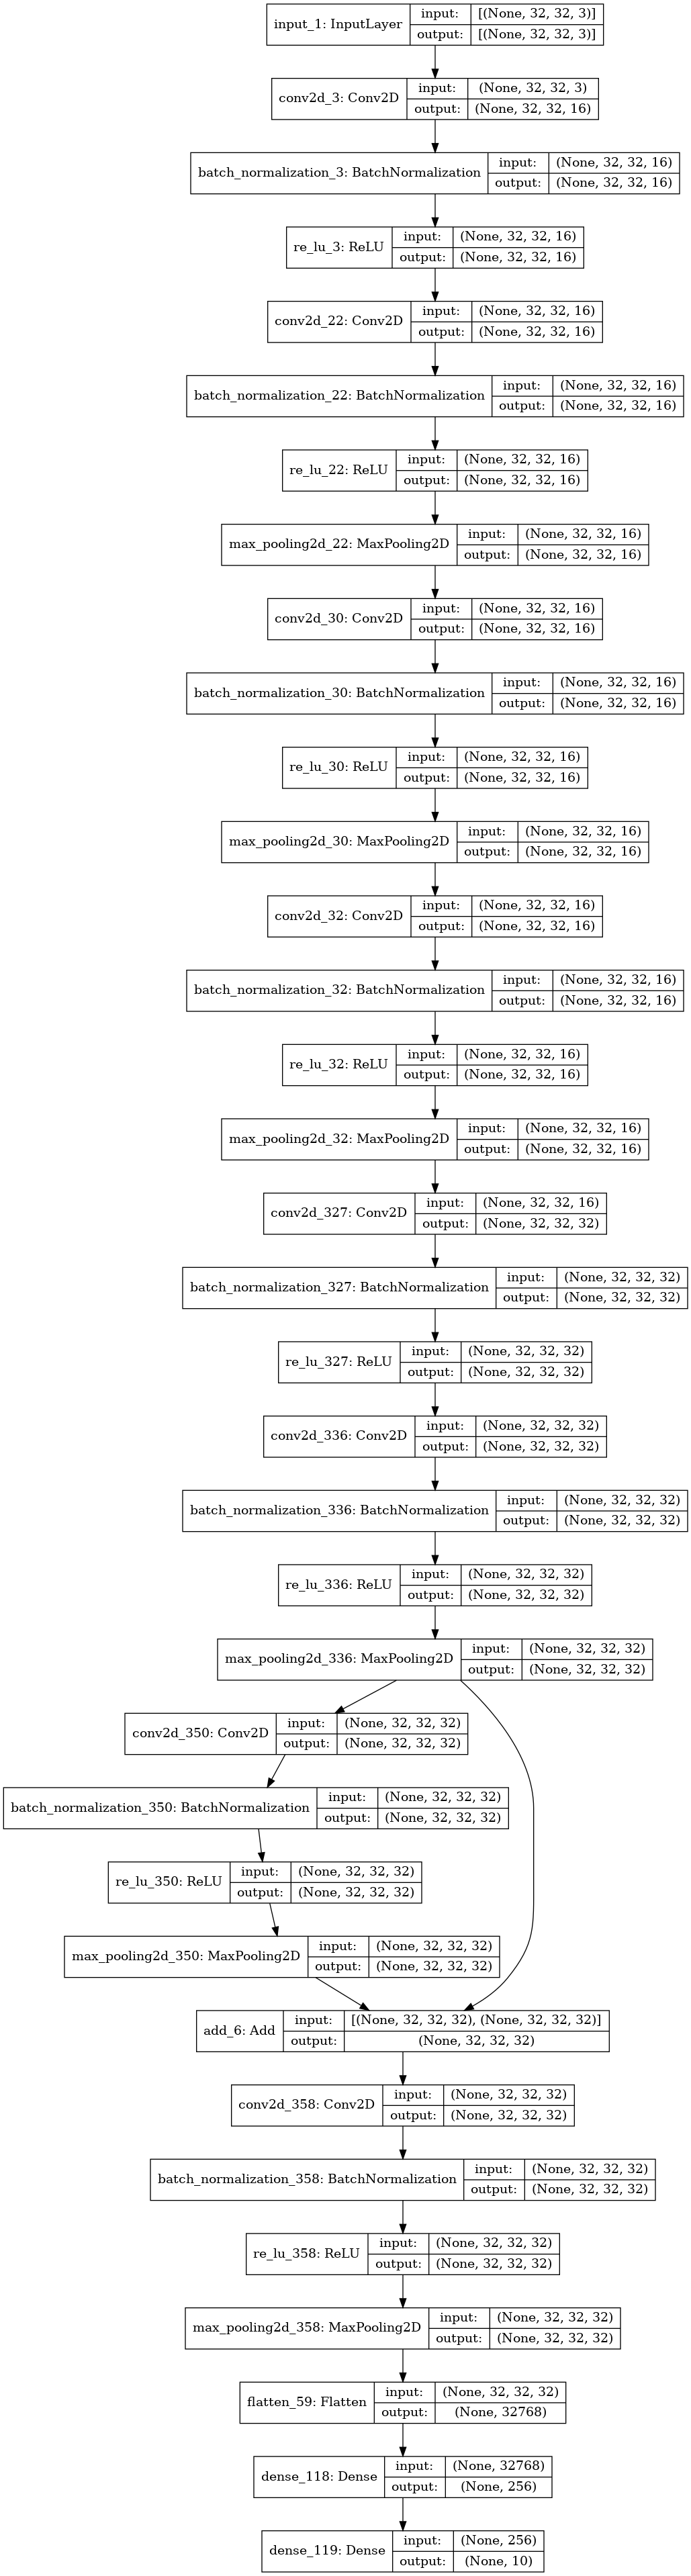 input_1: InputLayer
input: [(None, 32, 32, 3)]
output: [(None, 32, 32, 3)]
conv2d_3: Conv2D
input: (None, 32, 32, 3)
output: (None, 32, 32, 16)
batch_normalization_3: BatchNormalization
input: (None, 32, 32, 16)
output: (None, 32, 32, 16)
re_lu_3: ReLU
input: (None, 32, 32, 16)
output: (None, 32, 32, 16)
conv2d_22: Conv2D
input: (None, 32, 32, 16)
output: (None, 32, 32, 16)
batch_normalization_22: BatchNormalization
input: (None, 32, 32, 16)
output: (None, 32, 32, 16)
re_lu_22: ReLU
input: (None, 32, 32, 16)
output: (None, 32, 32, 16)
max_pooling2d_22: MaxPooling2D
input: (None, 32, 32, 16)
output: (None, 32, 32, 16)
conv2d_30: Conv2D
input: (None, 32, 32, 16)
output: (None, 32, 32, 16)
batch_normalization_30: BatchNormalization
input: (None, 32, 32, 16)
output: (None, 32, 32, 16)
re_lu_30: ReLU
input: (None, 32, 32, 16)
output: (None, 32, 32, 16)
max_pooling2d_30: MaxPooling2D
input: (None, 32, 32, 16)
output: (None, 32, 32, 16)
conv2d_32: Conv2D
input: (None, 32, 32, 16)
output: (None, 32, 32, 16)
batch_normalization_32: BatchNormalization
input: (None, 32, 32, 16)
output: (None, 32, 32, 16)
re_lu_32: ReLU
input: (None, 32, 32, 16)
output: (None, 32, 32, 16)
max_pooling2d_32: MaxPooling2D
input: (None, 32, 32, 16)
output: (None, 32, 32, 16)
conv2d_327: Conv2D
input: (None, 32, 32, 16)
output: (None, 32, 32, 32)
batch_normalization_327: BatchNormalization
input: (None, 32, 32, 32)
output: (None, 32, 32, 32)
re_lu_327: ReLU
input: (None, 32, 32, 32)
output: (None, 32, 32, 32)
conv2d_336: Conv2D
input: (None, 32, 32, 32)
output: (None, 32, 32, 32)
batch_normalization_336: BatchNormalization
input: (None, 32, 32, 32)
output: (None, 32, 32, 32)
re_lu_336: ReLU
input: (None, 32, 32, 32)
output: (None, 32, 32, 32)
max_pooling2d_336: MaxPooling2D
input: (None, 32, 32, 32)
output: (None, 32, 32, 32)
conv2d_350: Conv2D
input: (None, 32, 32, 32)
output: (None, 32, 32, 32)
batch_normalization_350: BatchNormalization
input: (None, 32, 32, 32)
output: (None, 32, 32, 32)
re_lu_350: ReLU
input: (None, 32, 32, 32)
output: (None, 32, 32, 32)
max_pooling2d_350: MaxPooling2D
input: (None, 32, 32, 32)
output: (None, 32, 32, 32)
add_6: Add
input: [(None, 32, 32, 32), (None, 32, 32, 32)]
output: (None, 32, 32, 32)
conv2d_358: Conv2D
input: (None, 32, 32, 32)
output: (None, 32, 32, 32)
batch_normalization_358: BatchNormalization
input: (None, 32, 32, 32)
output: (None, 32, 32, 32)
re_lu_358: ReLU
input: (None, 32, 32, 32)
output: (None, 32, 32, 32)
max_pooling2d_358: MaxPooling2D
input: (None, 32, 32, 32)
output: (None, 32, 32, 32)
flatten_59: Flatten
input: (None, 32, 32, 32)
output: (None, 32768)
dense_118: Dense
input: (None, 32768)
output: (None, 256)
dense_119: Dense
input: (None, 256)
output: (None, 10)